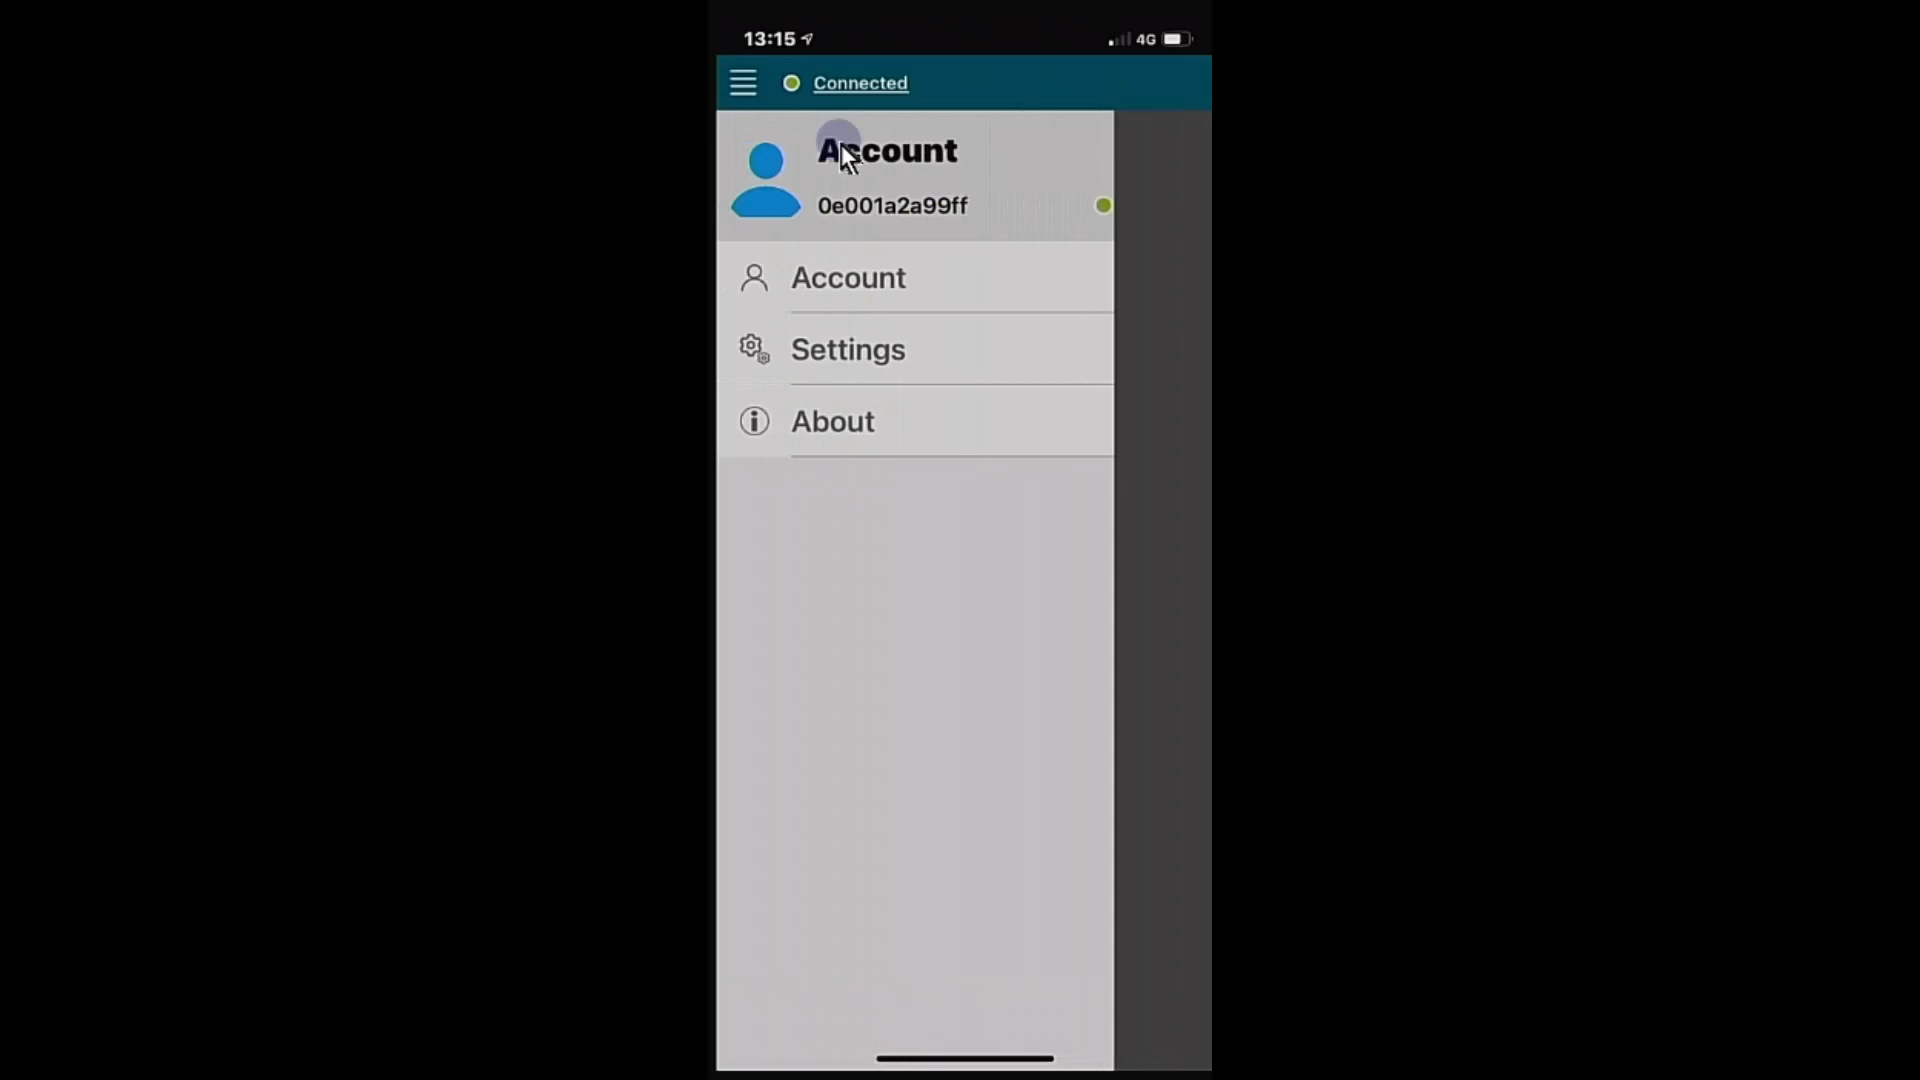 13:15
4G
Connected
Account
0e001a2a99ff
Account
Settings
About